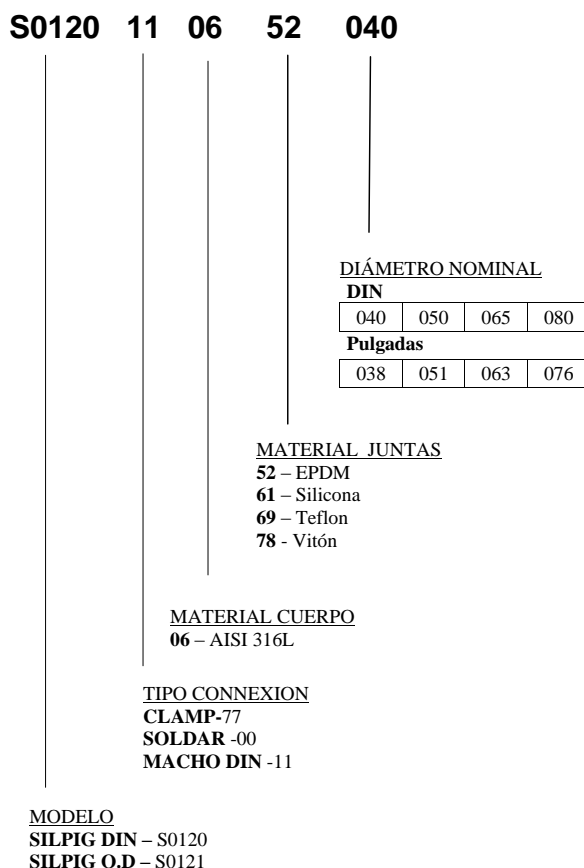 S0120 11 06 52 040
DIÁMETRO NOMINAL
DIN
040 050 065 080
Pulgadas
038 051 063 076
MATERIAL JUNTAS
52 – EPDM
61 – Silicona
69 – Teflon
78 - Vitón
MATERIAL CUERPO
06 – AISI 316L
TIPO CONNEXION
CLAMP-77
SOLDAR -00
MACHO DIN -11
MODELO
SILPIG DIN – S0120
SILPIG O.D – S0121